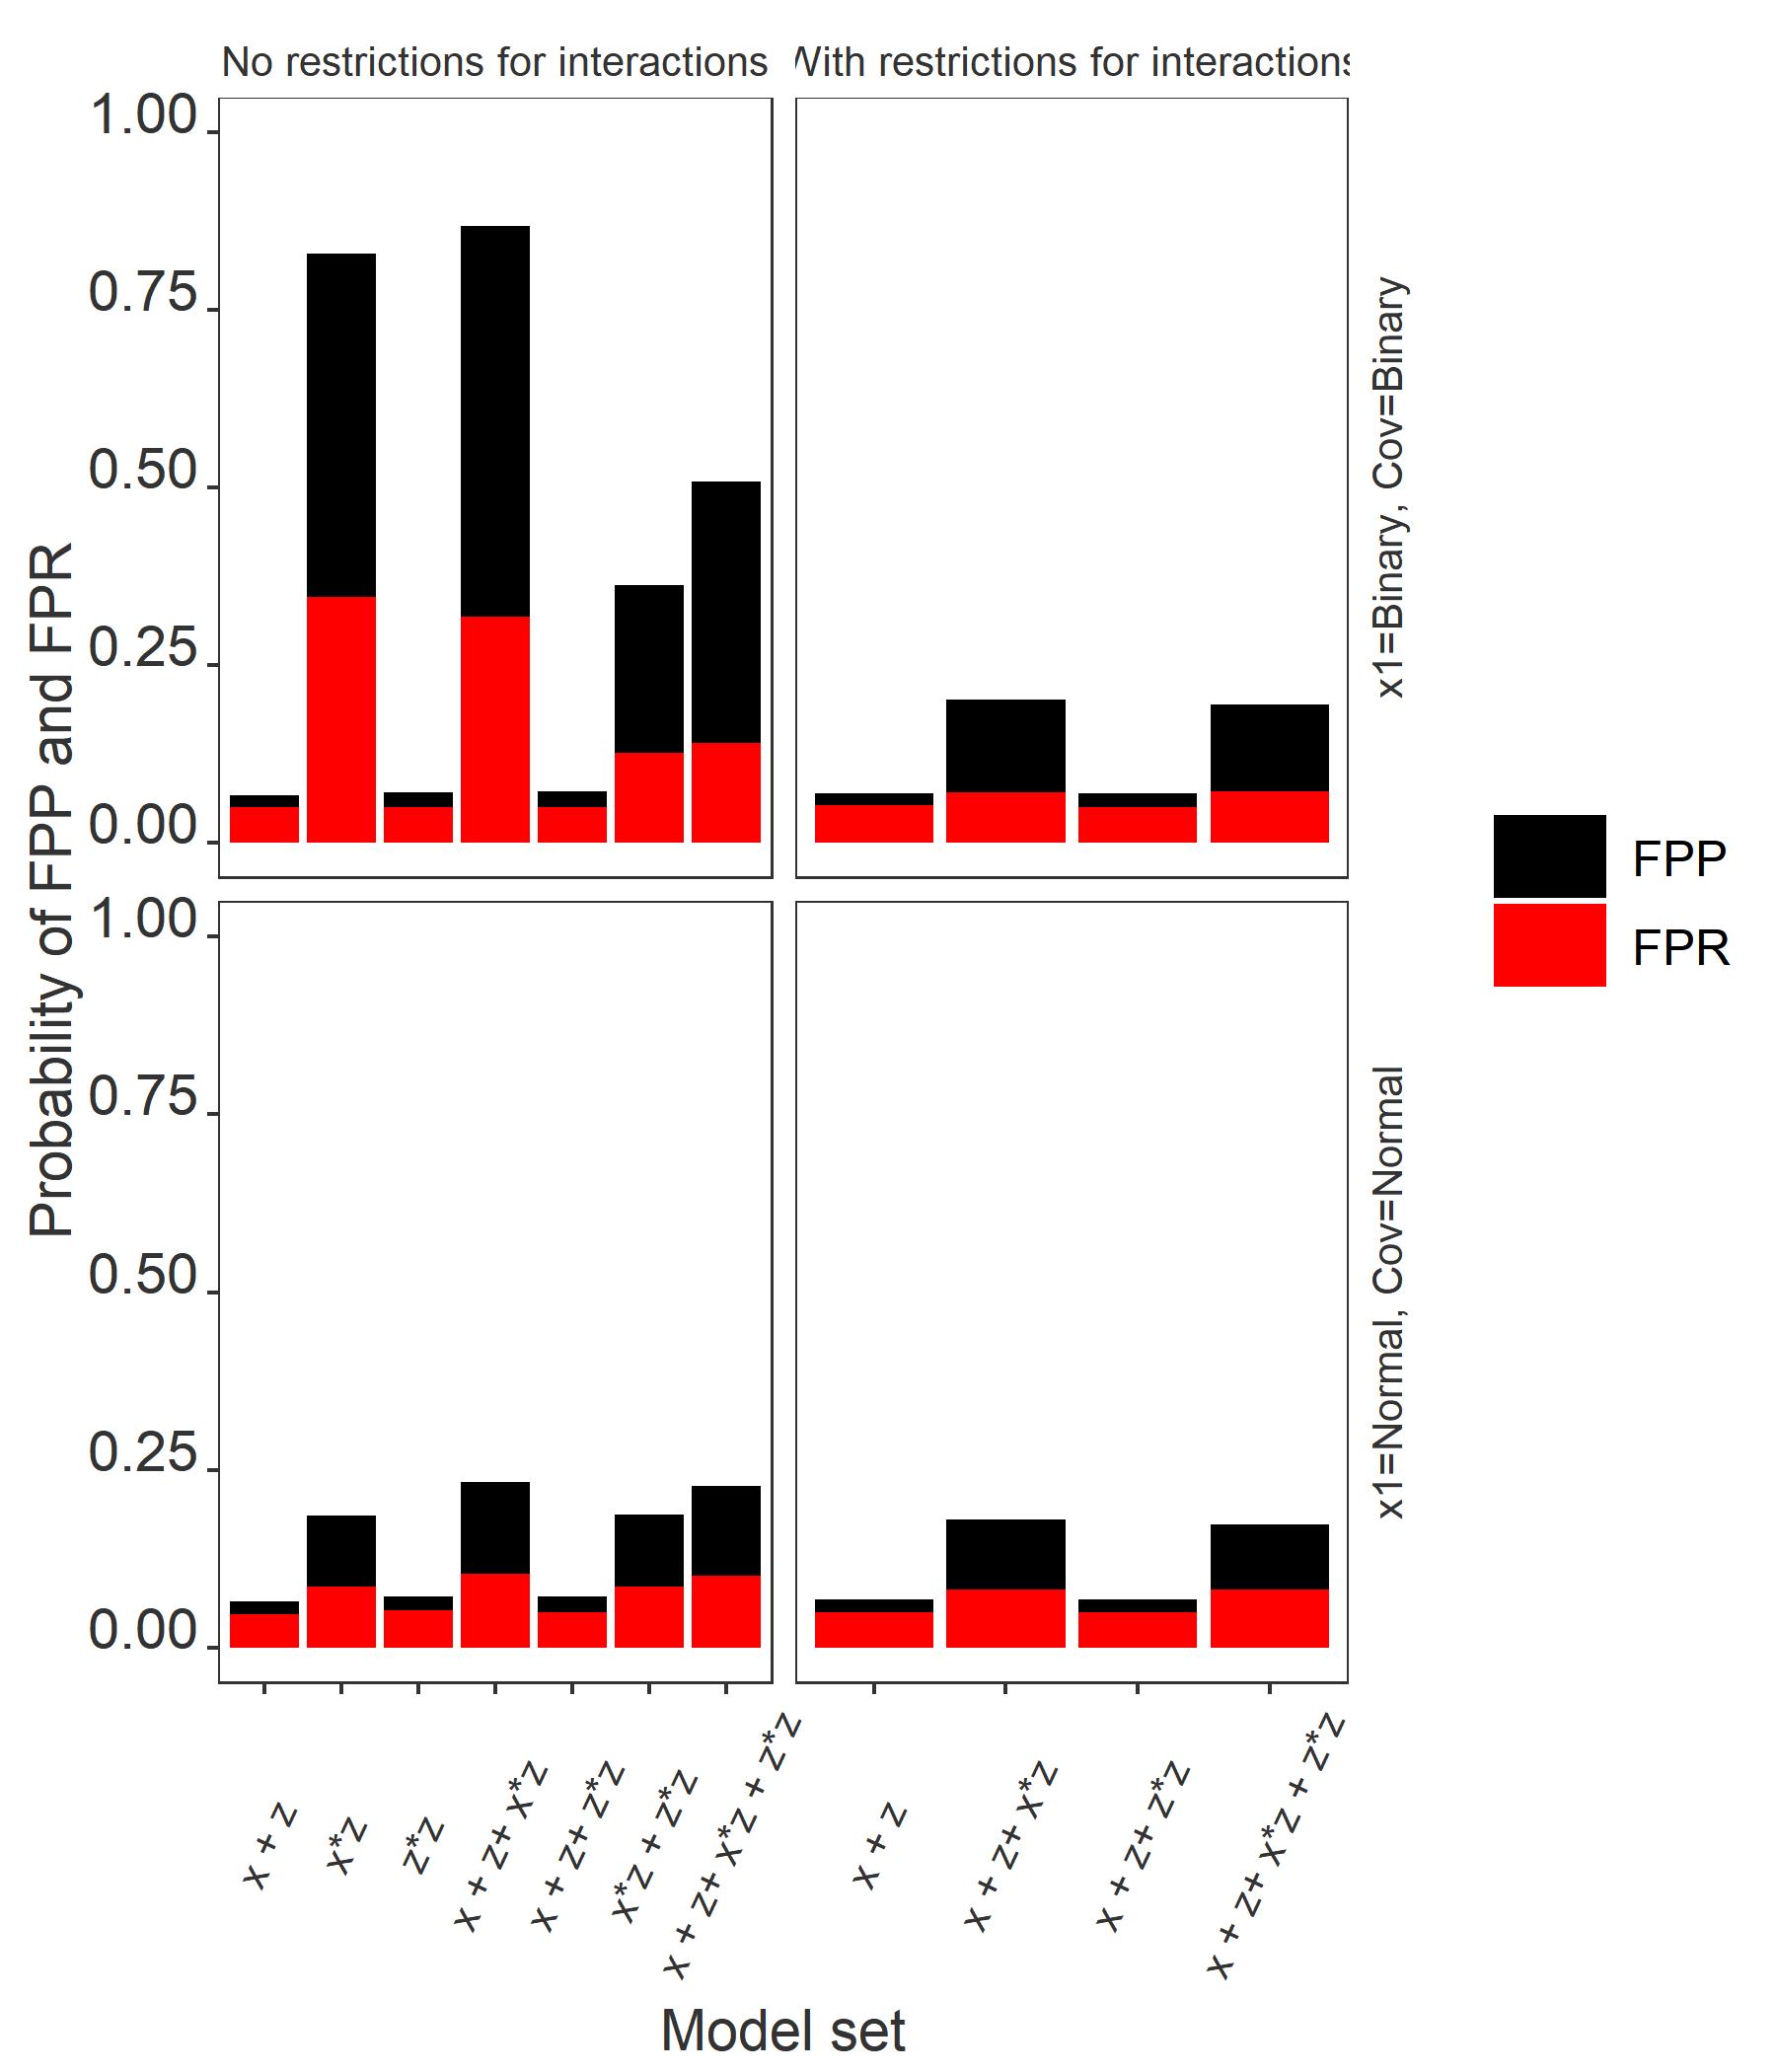 No restrictions for interactions
With restrictions for interactions
1.00
0.75
0.50
0.25
0.00
x1=Binary, Cov=Binary
Probability of FPP and FPR
FPP
FPR
1.00
0.75
0.50
0.25
0.00
x1=Normal, Cov=Normal
x + z
x*z
z*z
x + z+ x*z
x + z+ z*z
x*z + z*z
x + z+ x*z + z*z
x + z
x + z+ x*z
x + z+ z*z
x + z+ x*z + z*z
Model set